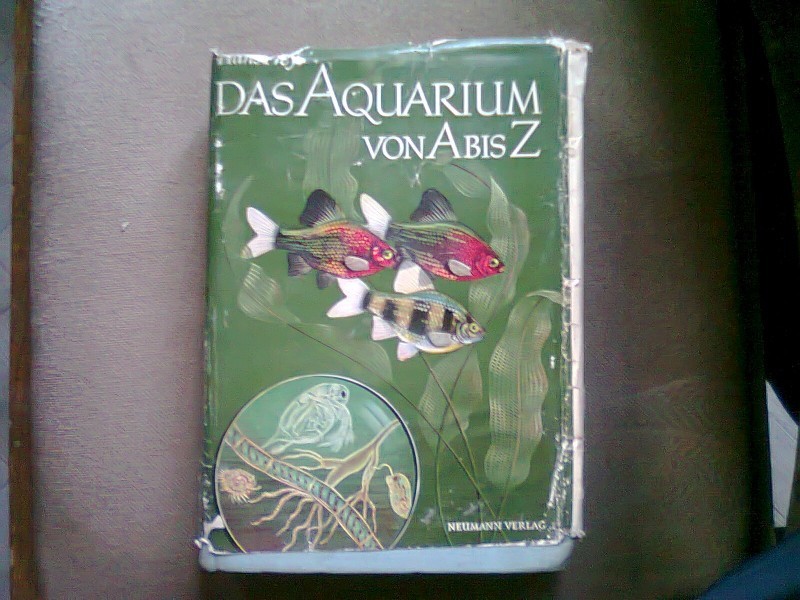 DAS AQUARIUM
VON A BIS Z
NEUMANN VERLAG